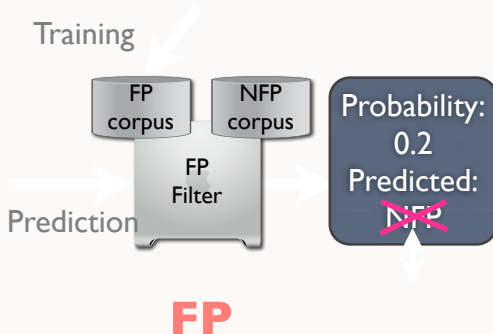 Training
FP
corpus
NFP
corpus
FP
Filter
Prediction
Probability:
0.2
Predicted:
NFP
FP